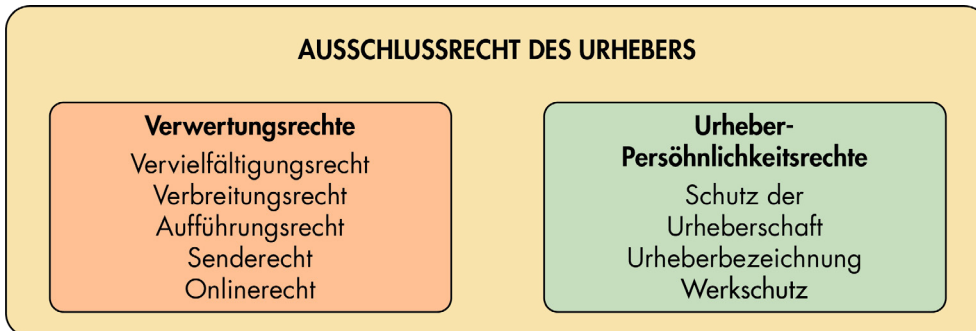 AUSSCHLUSSRECHT DES URHEBERS
Verwertungsrechte
Vervielfältigungsrecht
Verbreitungsrecht
Aufführungsrecht
Senderecht
Onlinerecht
Urheber-
Persöhnlichkeitsrechte
Schutz der
Urheberschaft
Urheberbezeichnung
Werkschutz